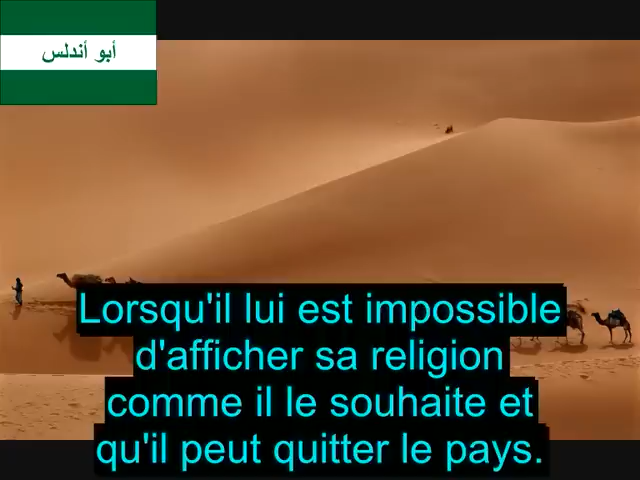 أبو أندلس
Lorsqu'il lui est impossible
d'afficher sa religion
comme il le souhaite et
qu'il peut quitter le pays.